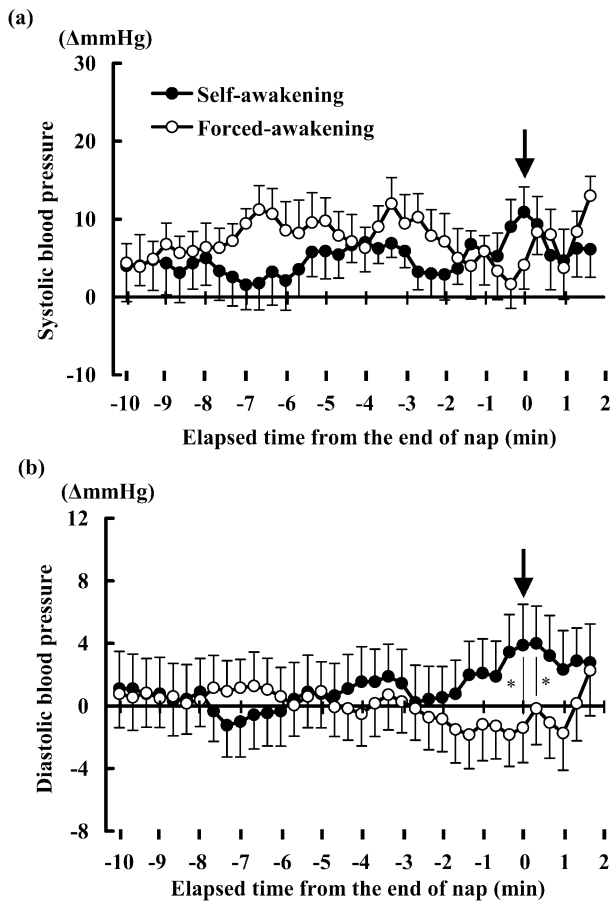 (a)
(ΔmmHg)
30
20
10
0
-10
Systolic blood pressure
Self-awakening
Forced-awakening
-10 -9 -8 -7 -6 -5 -4 -3 -2 -1 0 1 2
Elapsed time from the end of nap (min)
(b)
(ΔmmHg)
12
8
4
0
-4
-8
Diastolic blood pressure
* *
-10 -9 -8 -7 -6 -5 -4 -3 -2 -1 0 1 2
Elapsed time from the end of nap (min)